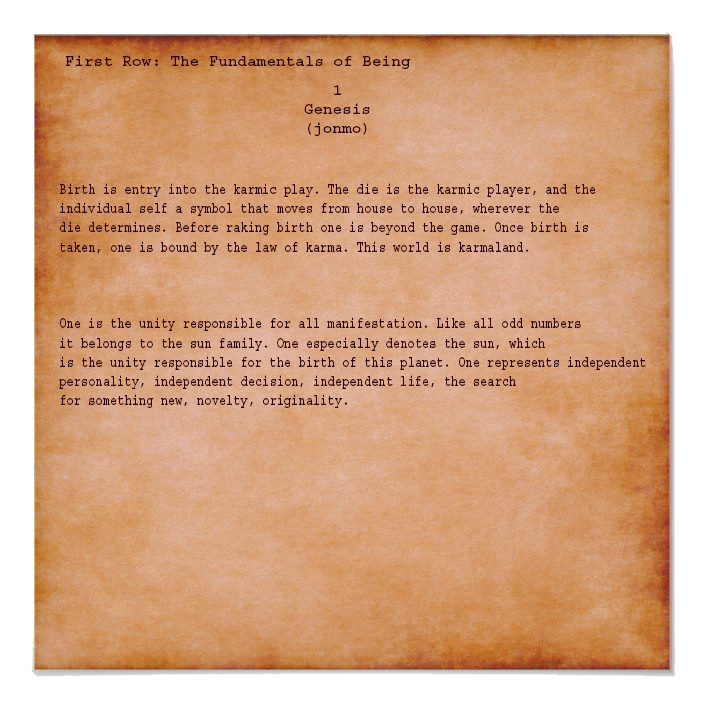 First Row: The Fundamentals of Being
1
Genesis
(jonmo)
Birth is entry into the karmic play. The die is the karmic player, and the
individual self a symbol that moves from house to house, wherever the
die determines. Before raking birth one is beyond the game. Once birth is
taken, one is bound by the law of karma. This world is karmaland.
One is the unity responsible for all manifestation. Like all odd numbers
it belongs to the sun family. One especially denotes the sun, which
is the unity responsible for the birth of this planet. One represents independent
personality, independent decision, independent life, the search
for something new, novelty, originality.